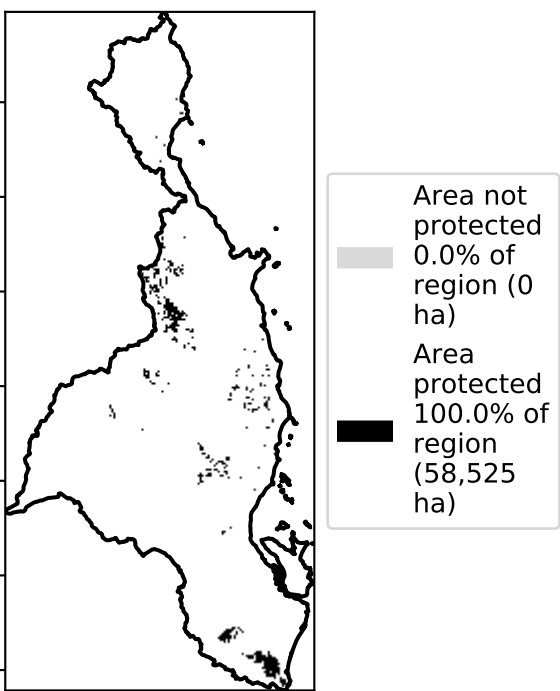 Area not
protected
0.0% of
region (0
ha)
Area
protected
100.0% of
region
(58,525
ha)